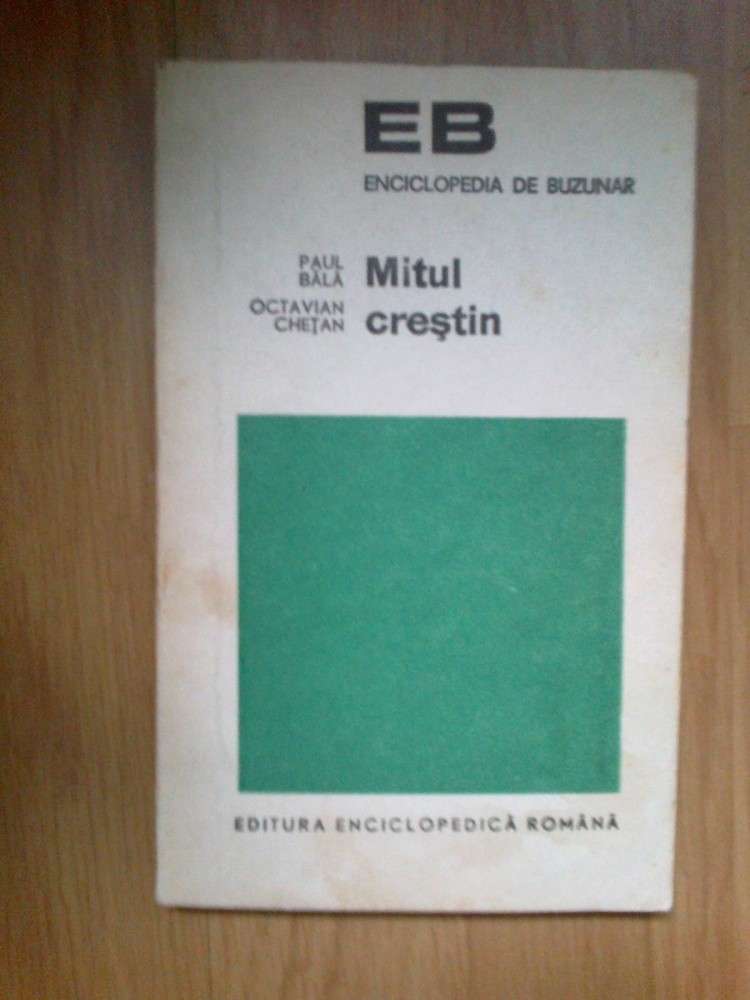 EB
ENCICLOPEDIA DE BUZUNAR
PAUL
BĂLĂ
OCTAVIAN
CHEȚAN
Mitul
creștin
EDITURA ENCICLOPEDICĂ ROMÂNĂ